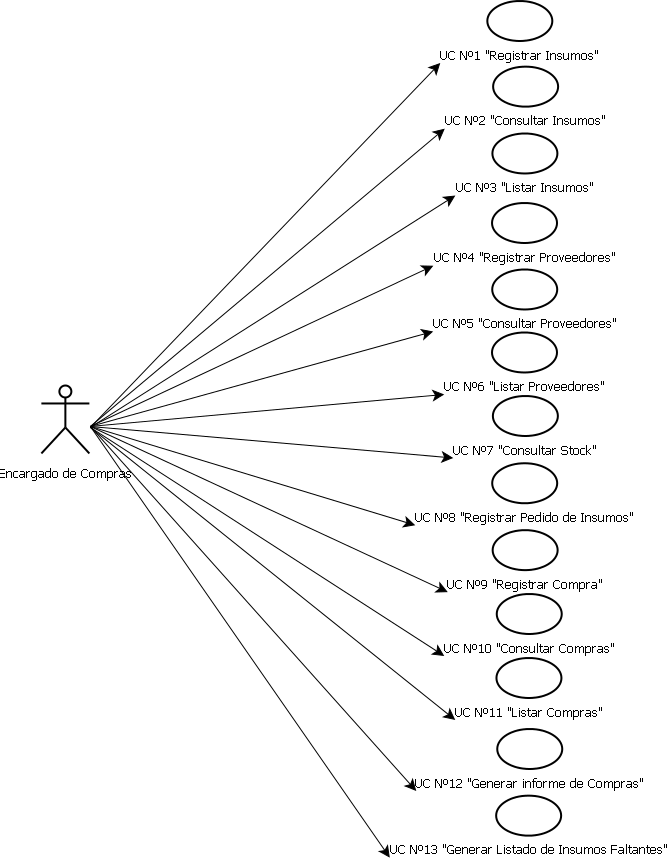 UC Nº1 "Registrar Insumos"
UC Nº2 "Consultar Insumos"
UC Nº3 "Listar Insumos"
UC Nº4 "Registrar Proveedores"
UC Nº5 "Consultar Proveedores"
UC Nº6 "Listar Proveedores"
UC Nº7 "Consultar Stock"
Encargado de Compras
UC Nº8 "Registrar Pedido de Insumos"
UC Nº9 "Registrar Compra"
UC Nº10 "Consultar Compras"
UC Nº11 "Listar Compras"
UC Nº12 "Generar informe de Compras"
UC Nº13 "Generar Listado de Insumos Faltantes"